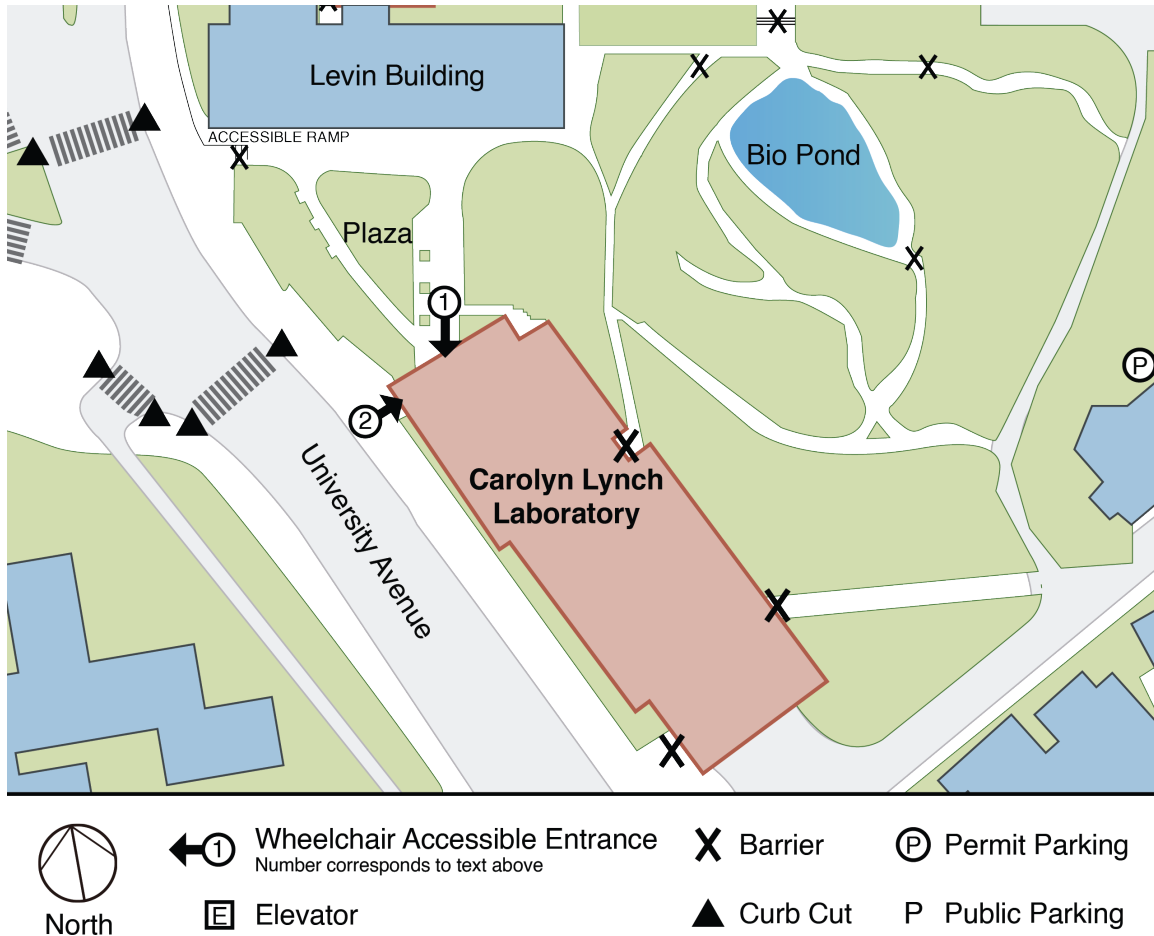 Levin Building
ACCESSIBLE RAMP
Bio Pond
Plaza
1
P
2
Carolyn Lynch
Laboratory
University Avenue
1
Wheelchair Accessible Entrance
Number corresponds to text above
Barrier
P
Permit Parking
North
E
Elevator
Curb Cut
P
Public Parking